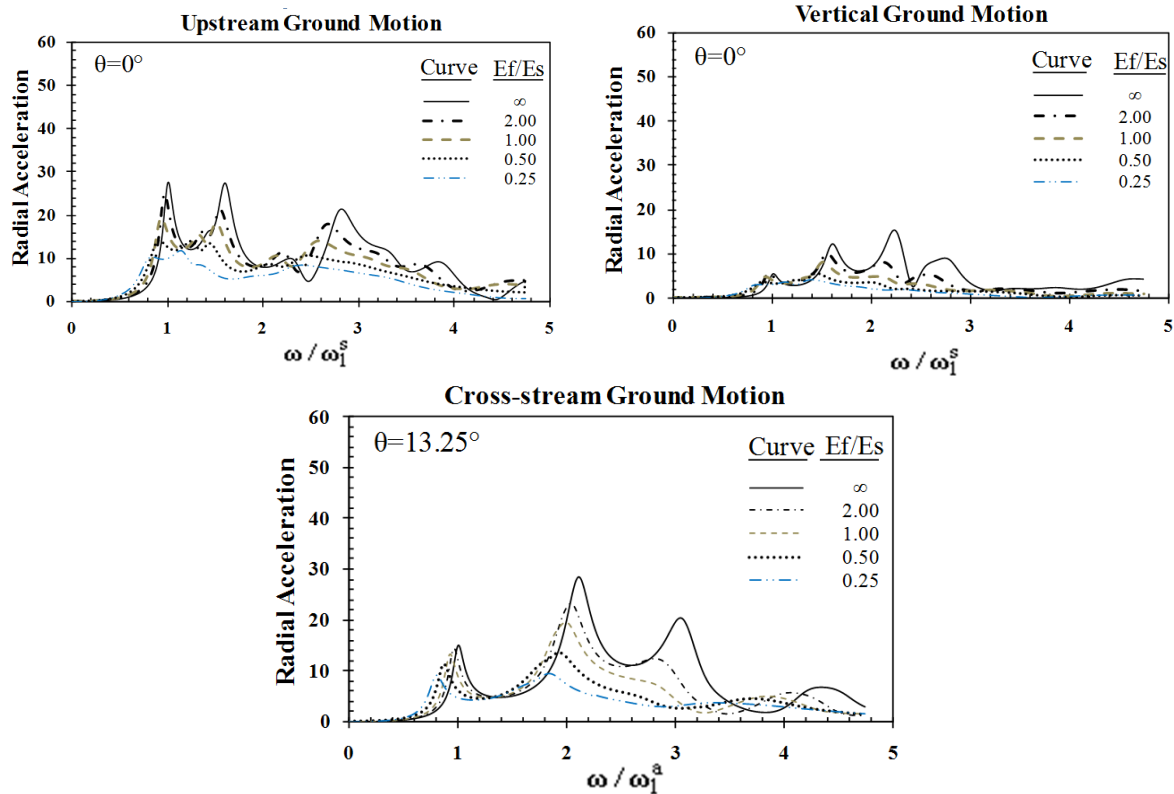 Upstream Ground Motion
θ=0°
Curve Ef/Es
∞
2.00
1.00
0.50
0.25
60
50
40
30
20
10
0
Radial Acceleration
0 1 2 3 4 5
ω / ω₁ˢ
Vertical Ground Motion
θ=0°
Curve Ef/Es
∞
2.00
1.00
0.50
0.25
60
50
40
30
20
10
0
Radial Acceleration
0 1 2 3 4 5
ω / ω₁ˢ
Cross-stream Ground Motion
θ=13.25°
Curve Ef/Es
∞
2.00
1.00
0.50
0.25
60
50
40
30
20
10
0
Radial Acceleration
0 1 2 3 4 5
ω / ω₁ᵃ